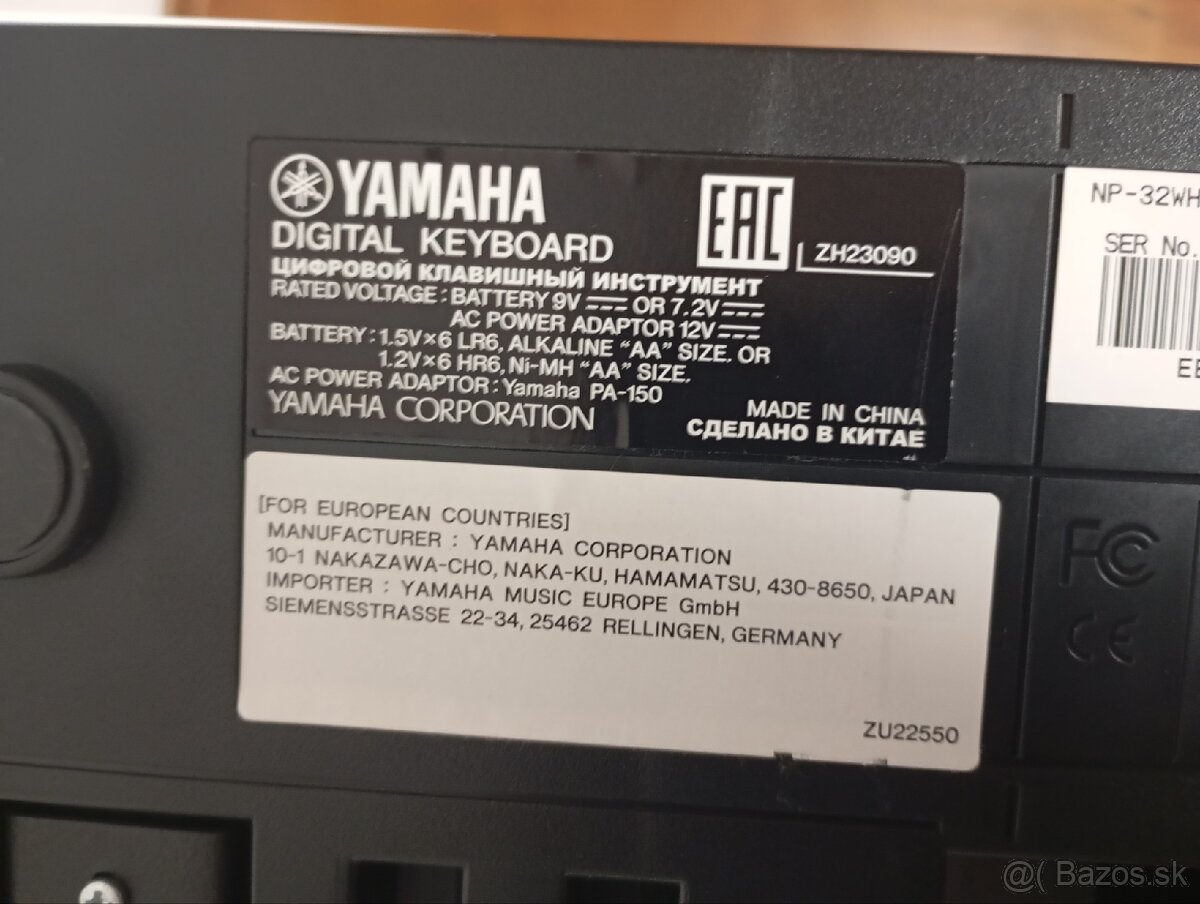 YAMAHA
DIGITAL KEYBOARD
ЦИФРОВОЙ КЛАВИШНЫЙ ИНСТРУМЕНТ
RATED VOLTAGE : BATTERY 9V ⎓ OR 7.2V ⎓
AC POWER ADAPTOR 12V ⎓
BATTERY : 1.5V×6 LR6, ALKALINE "AA" SIZE. OR
1.2V×6 HR6, Ni-MH "AA" SIZE.
AC POWER ADAPTOR : Yamaha PA-150
YAMAHA CORPORATION
EAC
ZH23090
MADE IN CHINA
СДЕЛАНО В КИТАЕ
NP-32WH
SER No.
[FOR EUROPEAN COUNTRIES]
MANUFACTURER : YAMAHA CORPORATION
10-1 NAKAZAWA-CHO, NAKA-KU, HAMAMATSU, 430-8650, JAPAN
IMPORTER : YAMAHA MUSIC EUROPE GmbH
SIEMENSSTRASSE 22-34, 25462 RELLINGEN, GERMANY
ZU22550
FC
CE
@( Bazos.sk